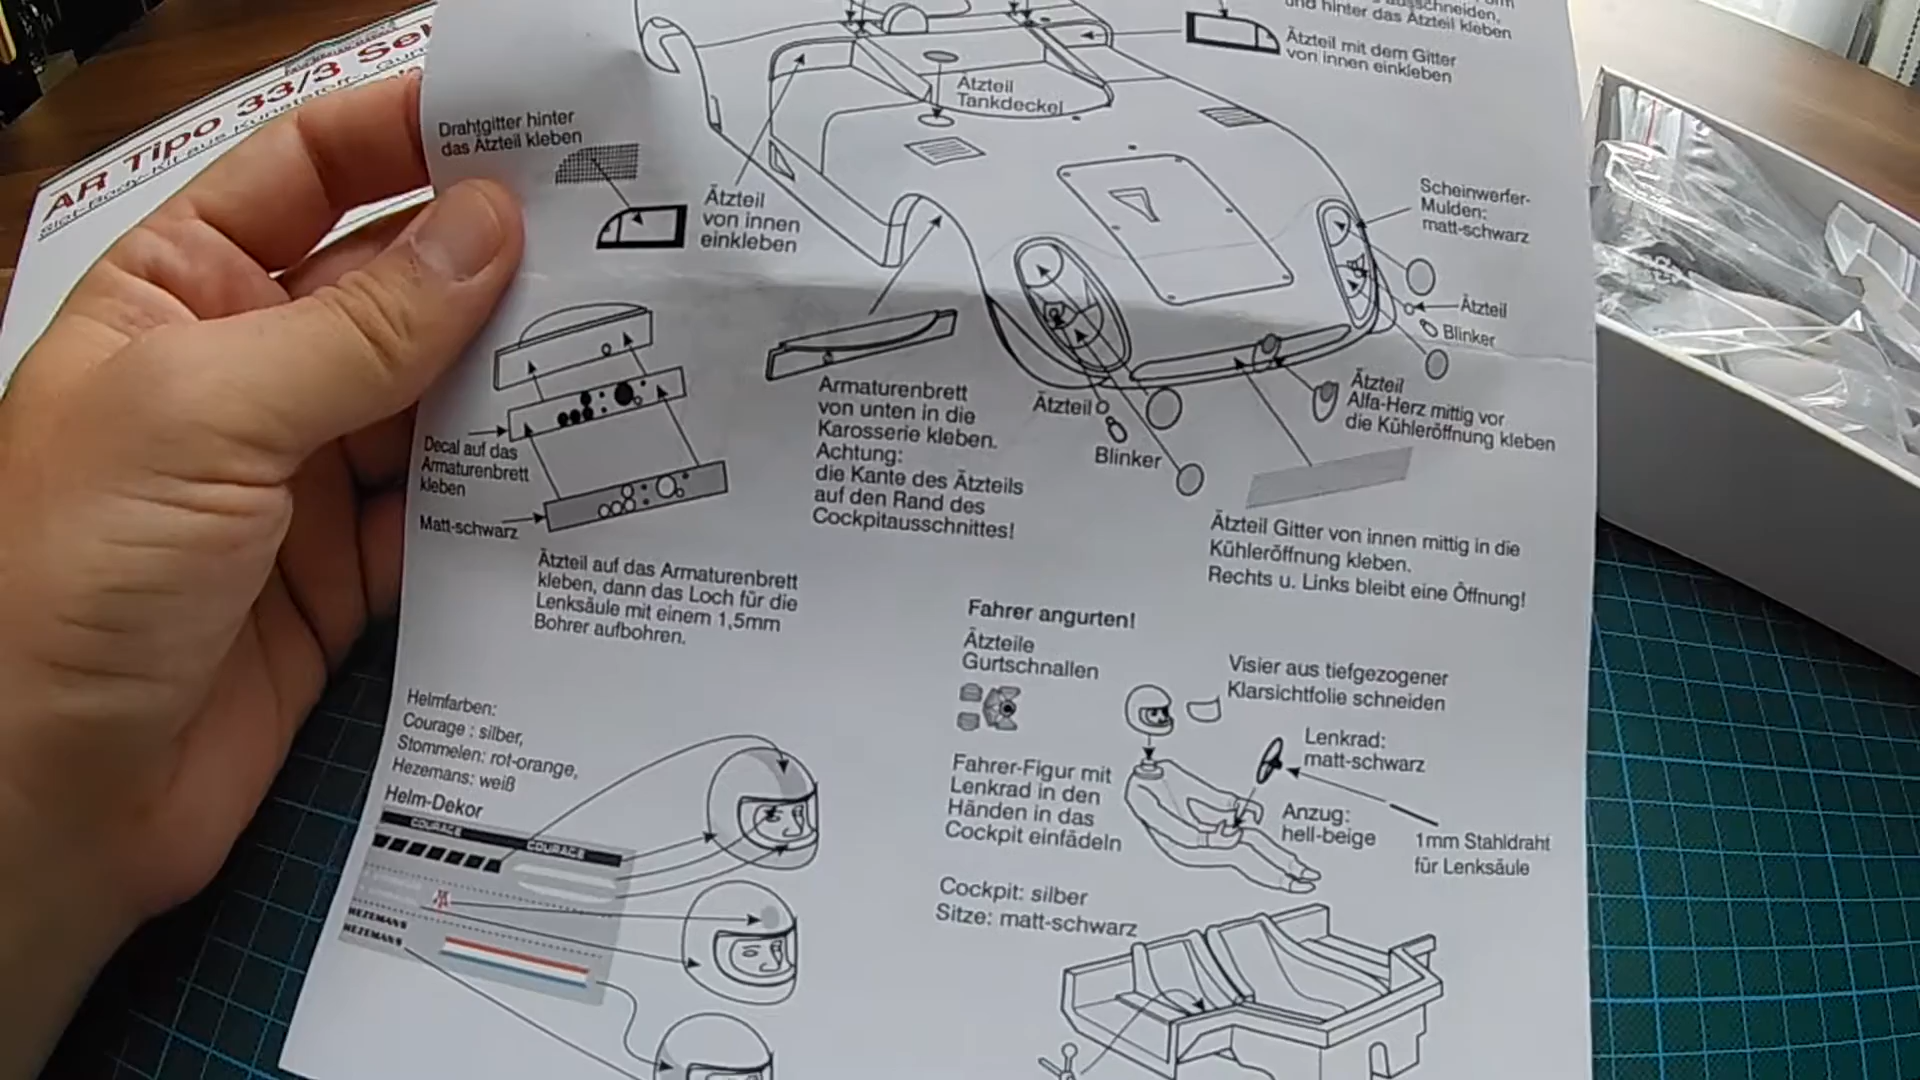 AR Tipo 33/3
ausschneiden,
und hinter das Ätzteil kleben
Ätzteil mit dem Gitter
von innen einkleben
Ätzteil
Tankdeckel
Drahtgitter hinter
das Ätzteil kleben
Ätzteil
von innen
einkleben
Scheinwerfer-
Mulden:
matt-schwarz
Ätzteil
Blinker
Ätzteil
Alfa-Herz mittig vor
die Kühleröffnung kleben
Ätzteil
Blinker
Armaturenbrett
von unten in die
Karosserie kleben.
Achtung:
die Kante des Ätzteils
auf den Rand des
Cockpitausschnittes!
Decal auf das
Armaturenbrett
kleben
Matt-schwarz
Ätzteil auf das Armaturenbrett
kleben, dann das Loch für die
Lenksäule mit einem 1,5mm
Bohrer aufbohren.
Ätzteil Gitter von innen mittig in die
Kühleröffnung kleben.
Rechts u. Links bleibt eine Öffnung!
Fahrer angurten!
Ätzteile
Gurtschnallen
Visier aus tiefgezogener
Klarsichtfolie schneiden
Lenkrad:
matt-schwarz
Anzug:
hell-beige
1mm Stahldraht
für Lenksäule
Fahrer-Figur mit
Lenkrad in den
Händen in das
Cockpit einfädeln
Cockpit: silber
Sitze: matt-schwarz
Helmfarben:
Courage : silber,
Stommelen: rot-orange,
Hezemans: weiß
Helm-Dekor
COURAGE
COURAGE
HEZEMANS
HEZEMANS